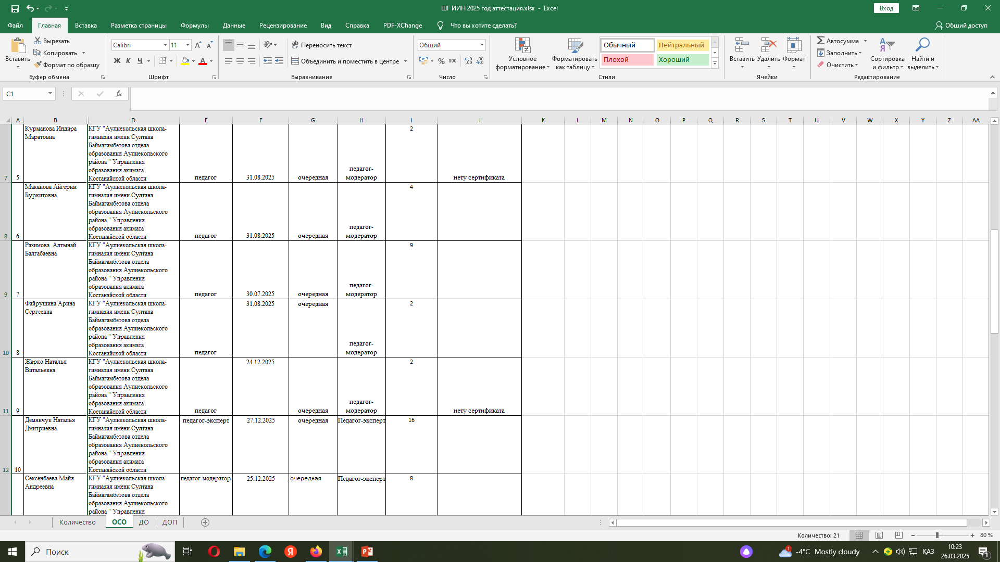 ШГ ИИН 2025 год аттестация.xlsx - Excel
Вход
Файл Главная Вставка Разметка страницы Формулы Данные Рецензирование Вид Справка PDF-XChange Что вы хотите сделать? Общий доступ
Вставить
Вырезать
Копировать
Формат по образцу
Буфер обмена
Calibri 11
Ж К Ч
Шрифт
Переносить текст
Объединить и поместить в центре
Выравнивание
Общий
% 000
Число
Условное форматирование
Форматировать как таблицу
Обычный Нейтральный
Плохой Хороший
Стили
Вставить Удалить Формат
Ячейки
Автосумма
Заполнить
Очистить
Сортировка и фильтр
Найти и выделить
Редактирование
C1 fx
A B D E F G H I J K L M N O P Q R S T U V W X Y Z AA
Курманова Индира
Маратовна
КГУ "Аулиекольская школа-
гимназия имени Султана
Баймагамбетова отдела
образования Аулиекольского
района " Управления
образования акимата
Костанайской области
2
7 5 педагог 31.08.2025 очередная педагог-модератор нету сертификата
Маканова Айгерим
Буркитовна
КГУ "Аулиекольская школа-
гимназия имени Султана
Баймагамбетова отдела
образования Аулиекольского
района " Управления
образования акимата
Костанайской области
4
8 6 педагог 31.08.2025 очередная педагог-модератор
Рахимова Алтынай
Балгабаевна
КГУ "Аулиекольская школа-
гимназия имени Султана
Баймагамбетова отдела
образования Аулиекольского
района " Управления
образования акимата
Костанайской области
9
9 7 педагог 30.07.2025 очередная педагог-модератор
Файрушина Арина
Сергеевна
КГУ "Аулиекольская школа-
гимназия имени Султана
Баймагамбетова отдела
образования Аулиекольского
района " Управления
образования акимата
Костанайской области
31.08.2025 очередная 2
10 8 педагог педагог-модератор
Жарко Наталья
Витальевна
КГУ "Аулиекольская школа-
гимназия имени Султана
Баймагамбетова отдела
образования Аулиекольского
района " Управления
образования акимата
Костанайской области
24.12.2025 2
11 9 педагог очередная педагог-модератор нету сертификата
Демянчук Наталья
Дмитриевна
КГУ "Аулиекольская школа-
гимназия имени Султана
Баймагамбетова отдела
образования Аулиекольского
района " Управления
образования акимата
Костанайской области
педагог-эксперт 27.12.2025 очередная Педагог-эксперт 16
12 10
Сексенбаева Майя
Андреевна
КГУ "Аулиекольская школа-
гимназия имени Султана
Баймагамбетова отдела
образования Аулиекольского
района " Управления
педагог-модератор 25.12.2025 очередная Педагог-эксперт 8
Количество ОСО ДО ДОП
Количество: 21 80 %
Поиск
1 -4°C Mostly cloudy ҚАЗ
10:23
26.03.2025
1